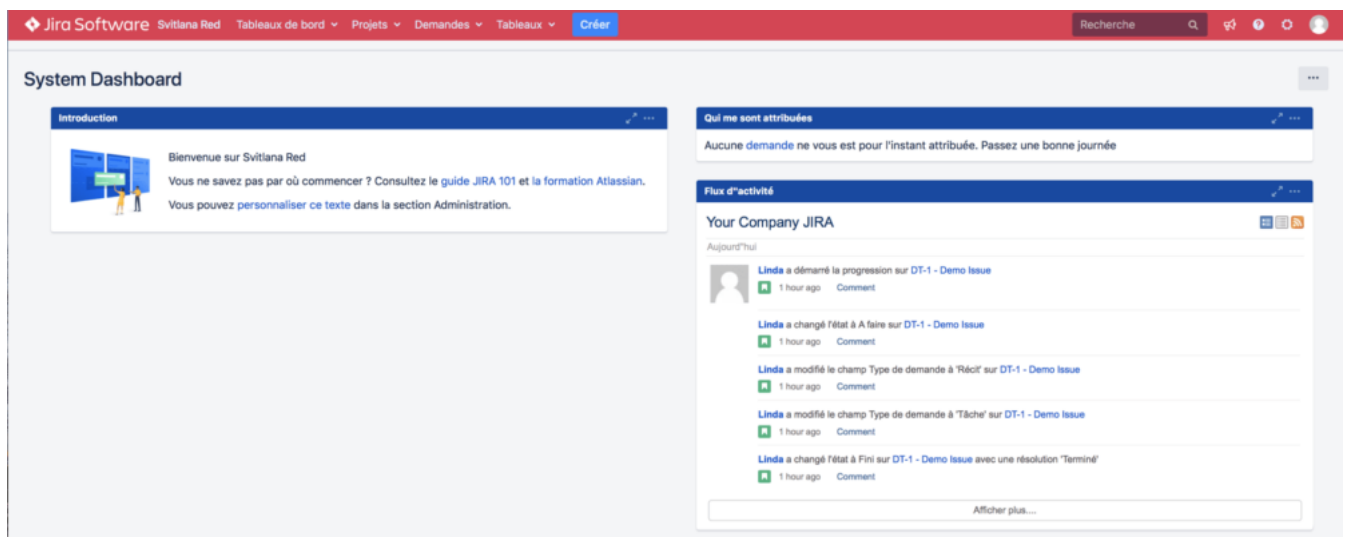 Jira Software Svitlana Red Tableaux de bord Projets Demandes Tableaux Créer Recherche
System Dashboard
Introduction
Bienvenue sur Svitlana Red
Vous ne savez pas par où commencer ? Consultez le guide JIRA 101 et la formation Atlassian.
Vous pouvez personnaliser ce texte dans la section Administration.
Qui me sont attribuées
Aucune demande ne vous est pour l'instant attribuée. Passez une bonne journée
Flux d''activité
Your Company JIRA
Aujourd''hui
Linda a démarré la progression sur DT-1 - Demo Issue
1 hour ago Comment
Linda a changé l'état à A faire sur DT-1 - Demo Issue
1 hour ago Comment
Linda a modifié le champ Type de demande à 'Récit' sur DT-1 - Demo Issue
1 hour ago Comment
Linda a modifié le champ Type de demande à 'Tâche' sur DT-1 - Demo Issue
1 hour ago Comment
Linda a changé l'état à Fini sur DT-1 - Demo Issue avec une résolution 'Terminé'
1 hour ago Comment
Afficher plus....